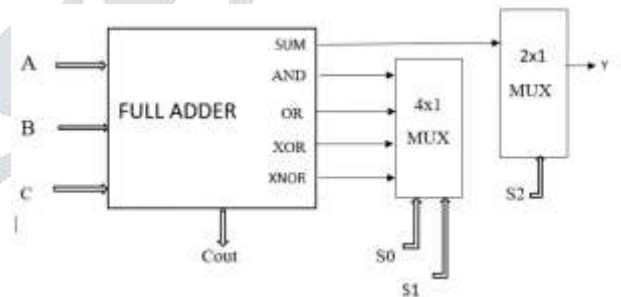 A
B
C
FULL ADDER
SUM
AND
OR
XOR
XNOR
Cout
4x1
MUX
S0
S1
2x1
MUX
S2
Y